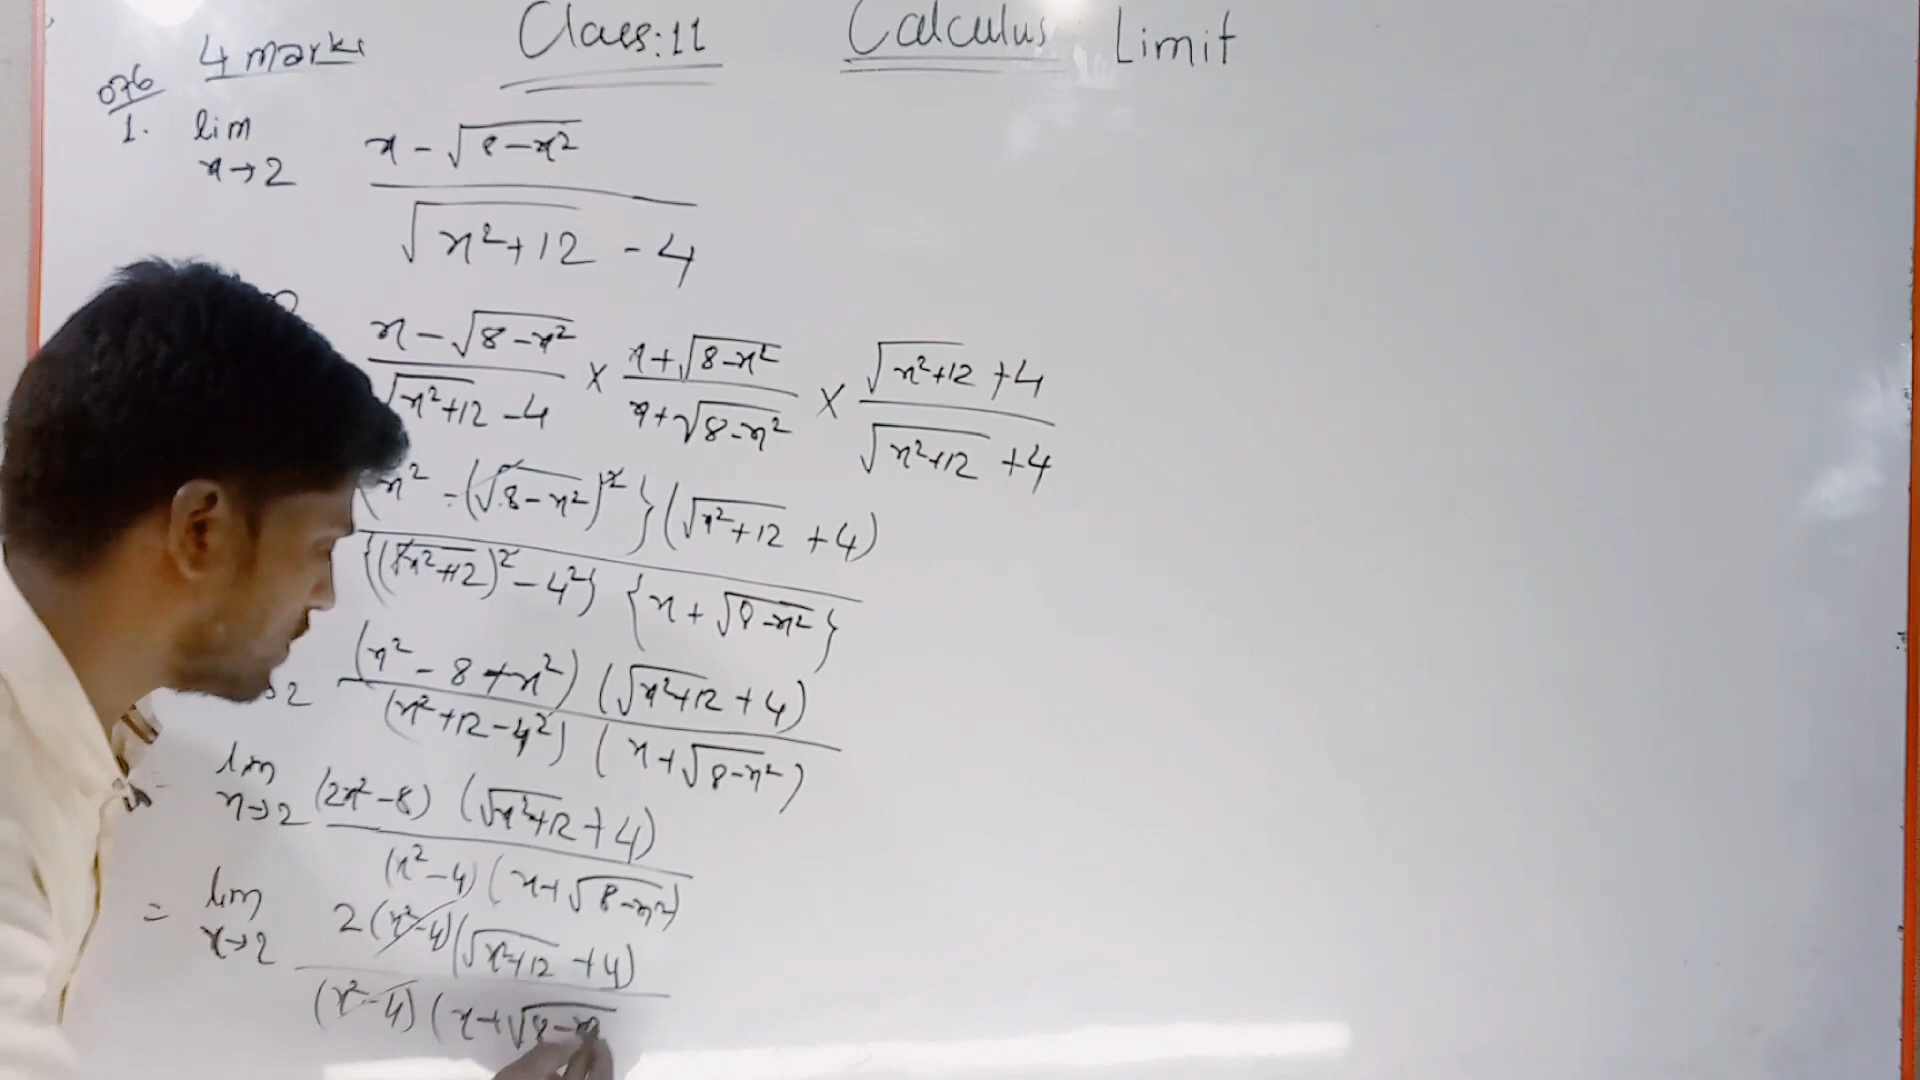 4 marks Class:11 Calculus Limit
076
1. lim x→2 (x - √(8-x²)) / (√(x²+12) - 4)
(x - √(8-x²)) / (√(x²+12) - 4) × (x + √(8-x²)) / (x + √(8-x²)) × (√(x²+12) + 4) / (√(x²+12) + 4)
x² - (√(8-x²))²}(√(x²+12) + 4) / {(√(x²+12))² - 4²}{x + √(8-x²)}
→2 (x² - 8 + x²)(√(x²+12) + 4) / (x²+12-4²)(x + √(8-x²))
lim x→2 (2x²-8)(√(x²+12) + 4) / (x²-4)(x + √(8-x²))
= lim x→2 2(x²-4)(√(x²+12) + 4) / (x²-4)(x + √(8-x